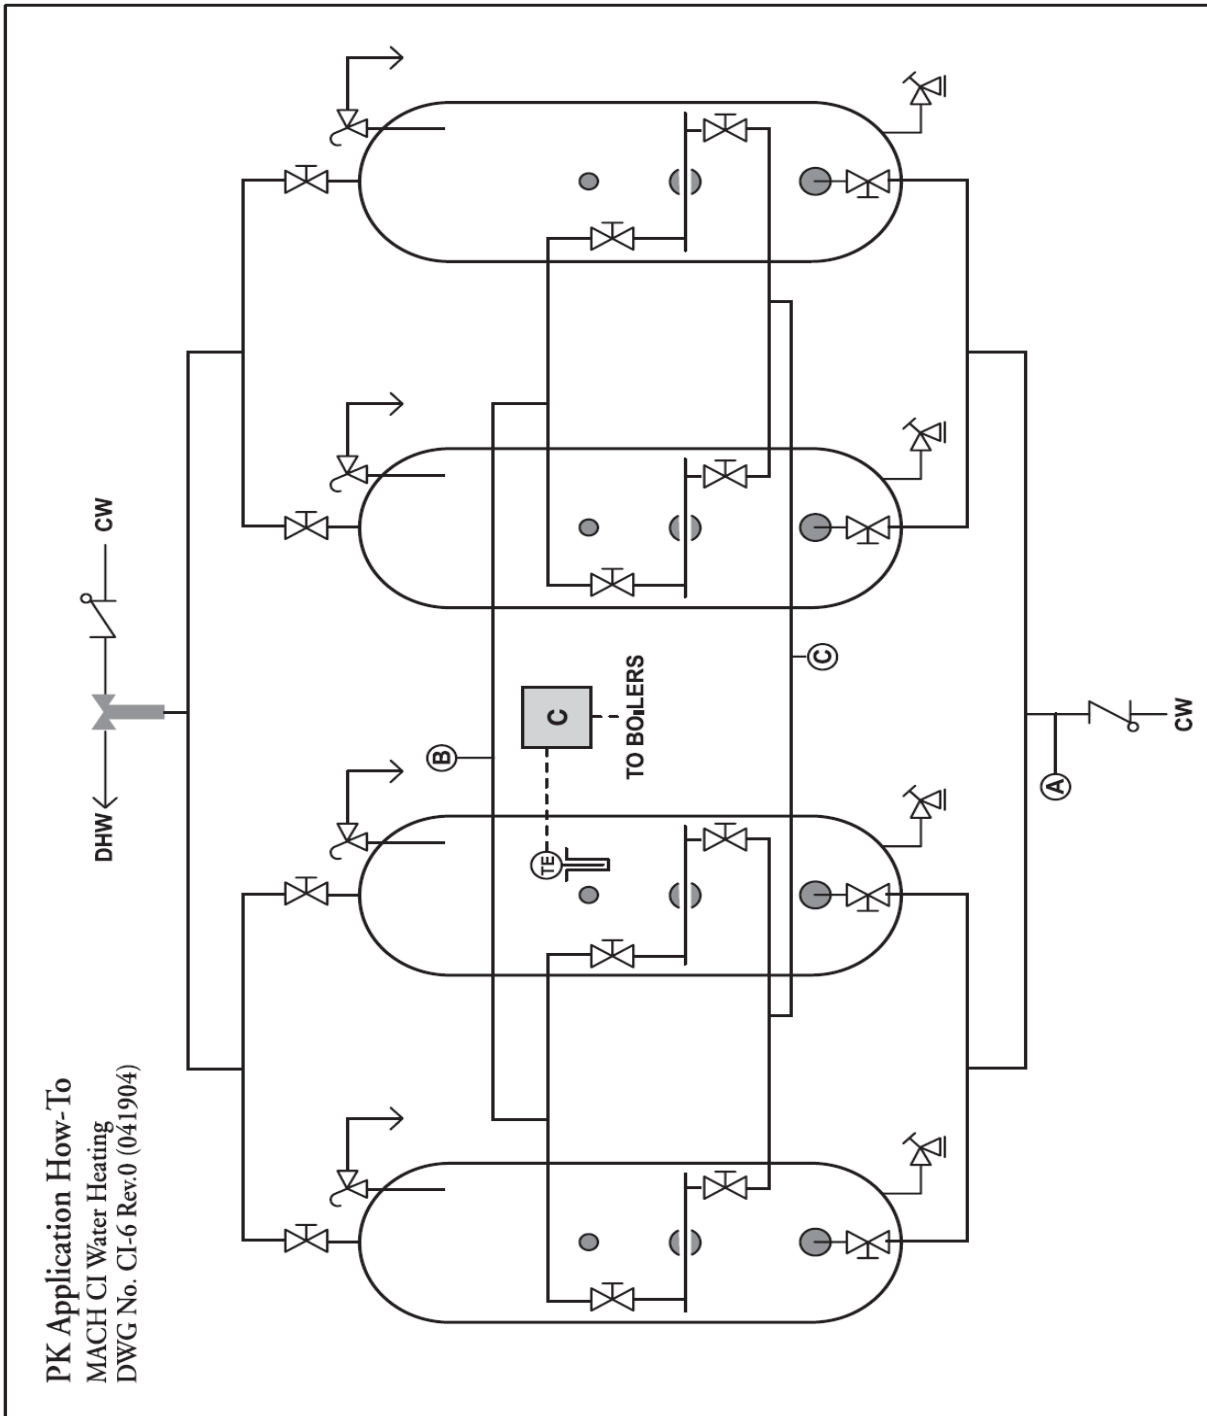 PK Application How-To
MACH CI Water Heating
DWG No. CI-6 Rev.0 (041904)
DHW
CW
B
TE
C
TO BOILERS
C
A
CW